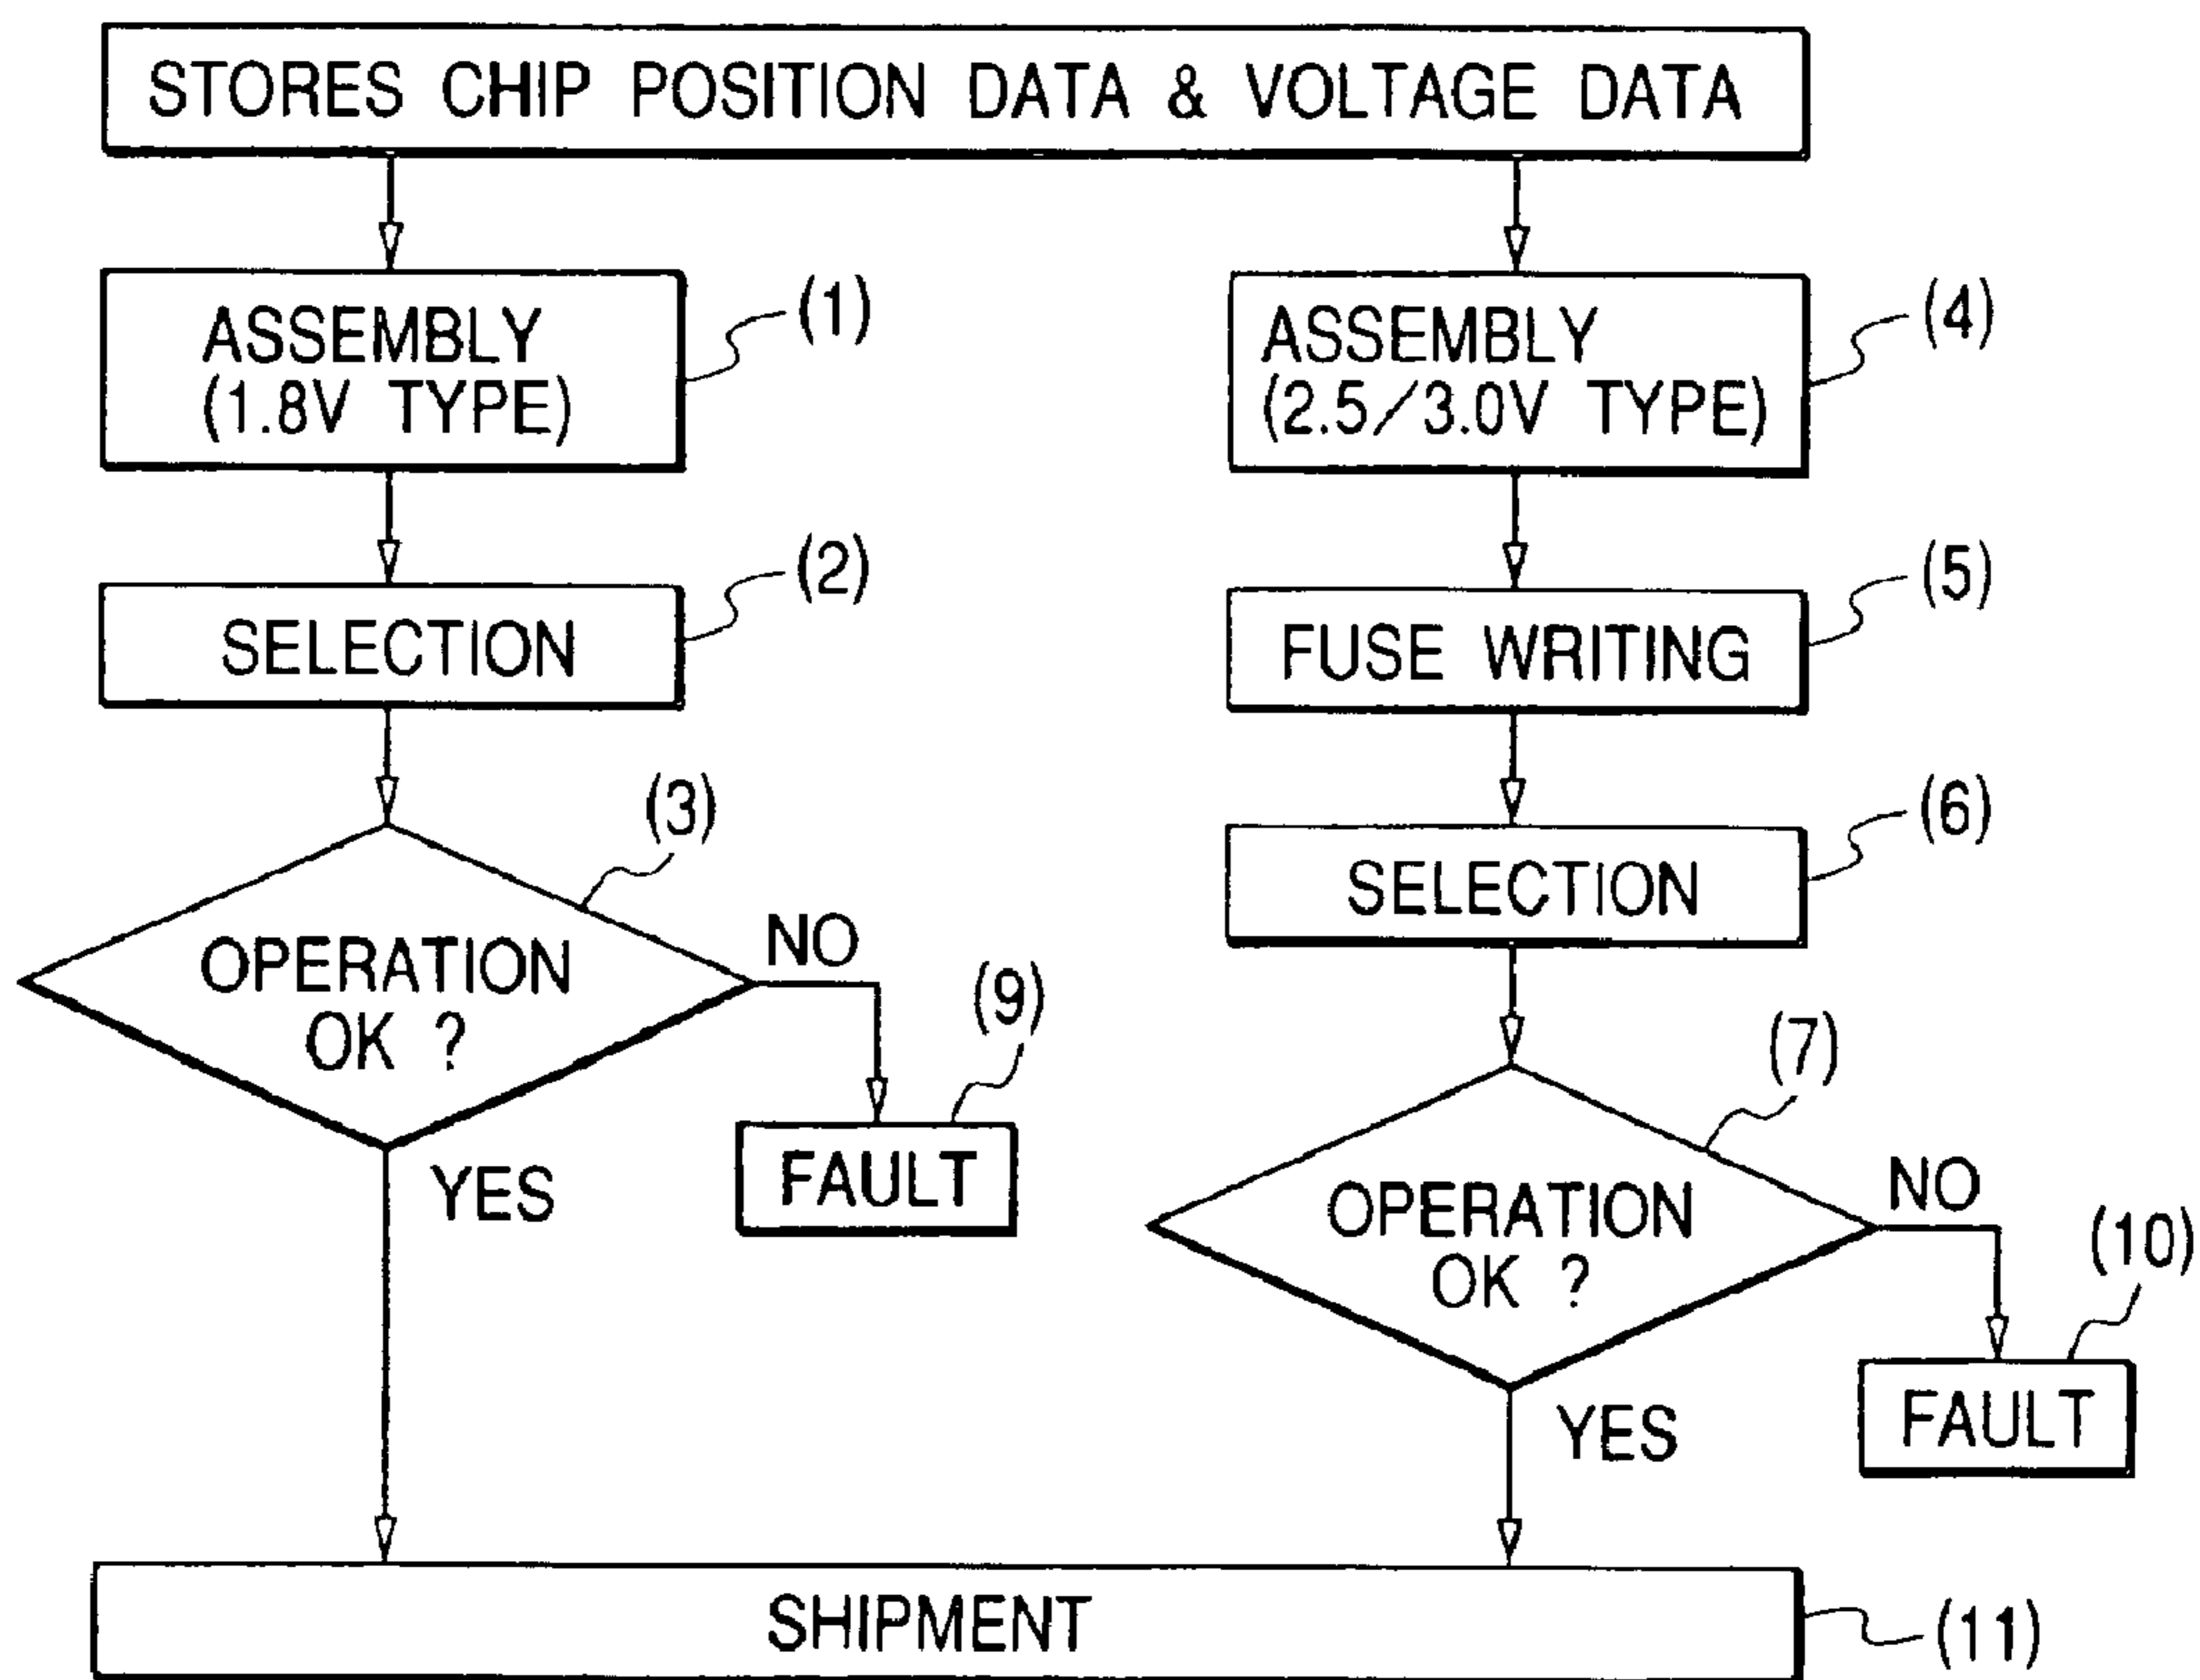 STORES CHIP POSITION DATA & VOLTAGE DATA
ASSEMBLY
(1.8V TYPE)
(1)
SELECTION
(2)
OPERATION
OK ?
(3)
NO
YES
FAULT
(9)
ASSEMBLY
(2.5/3.0V TYPE)
(4)
FUSE WRITING
(5)
SELECTION
(6)
OPERATION
OK ?
(7)
NO
YES
FAULT
(10)
SHIPMENT
(11)